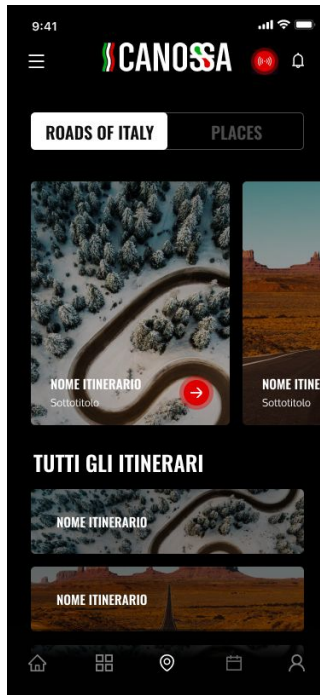 9:41
CANOSSA
ROADS OF ITALY
PLACES
NOME ITINERARIO
Sottotitolo
NOME ITINE
Sottotitolo
TUTTI GLI ITINERARI
NOME ITINERARIO
NOME ITINERARIO